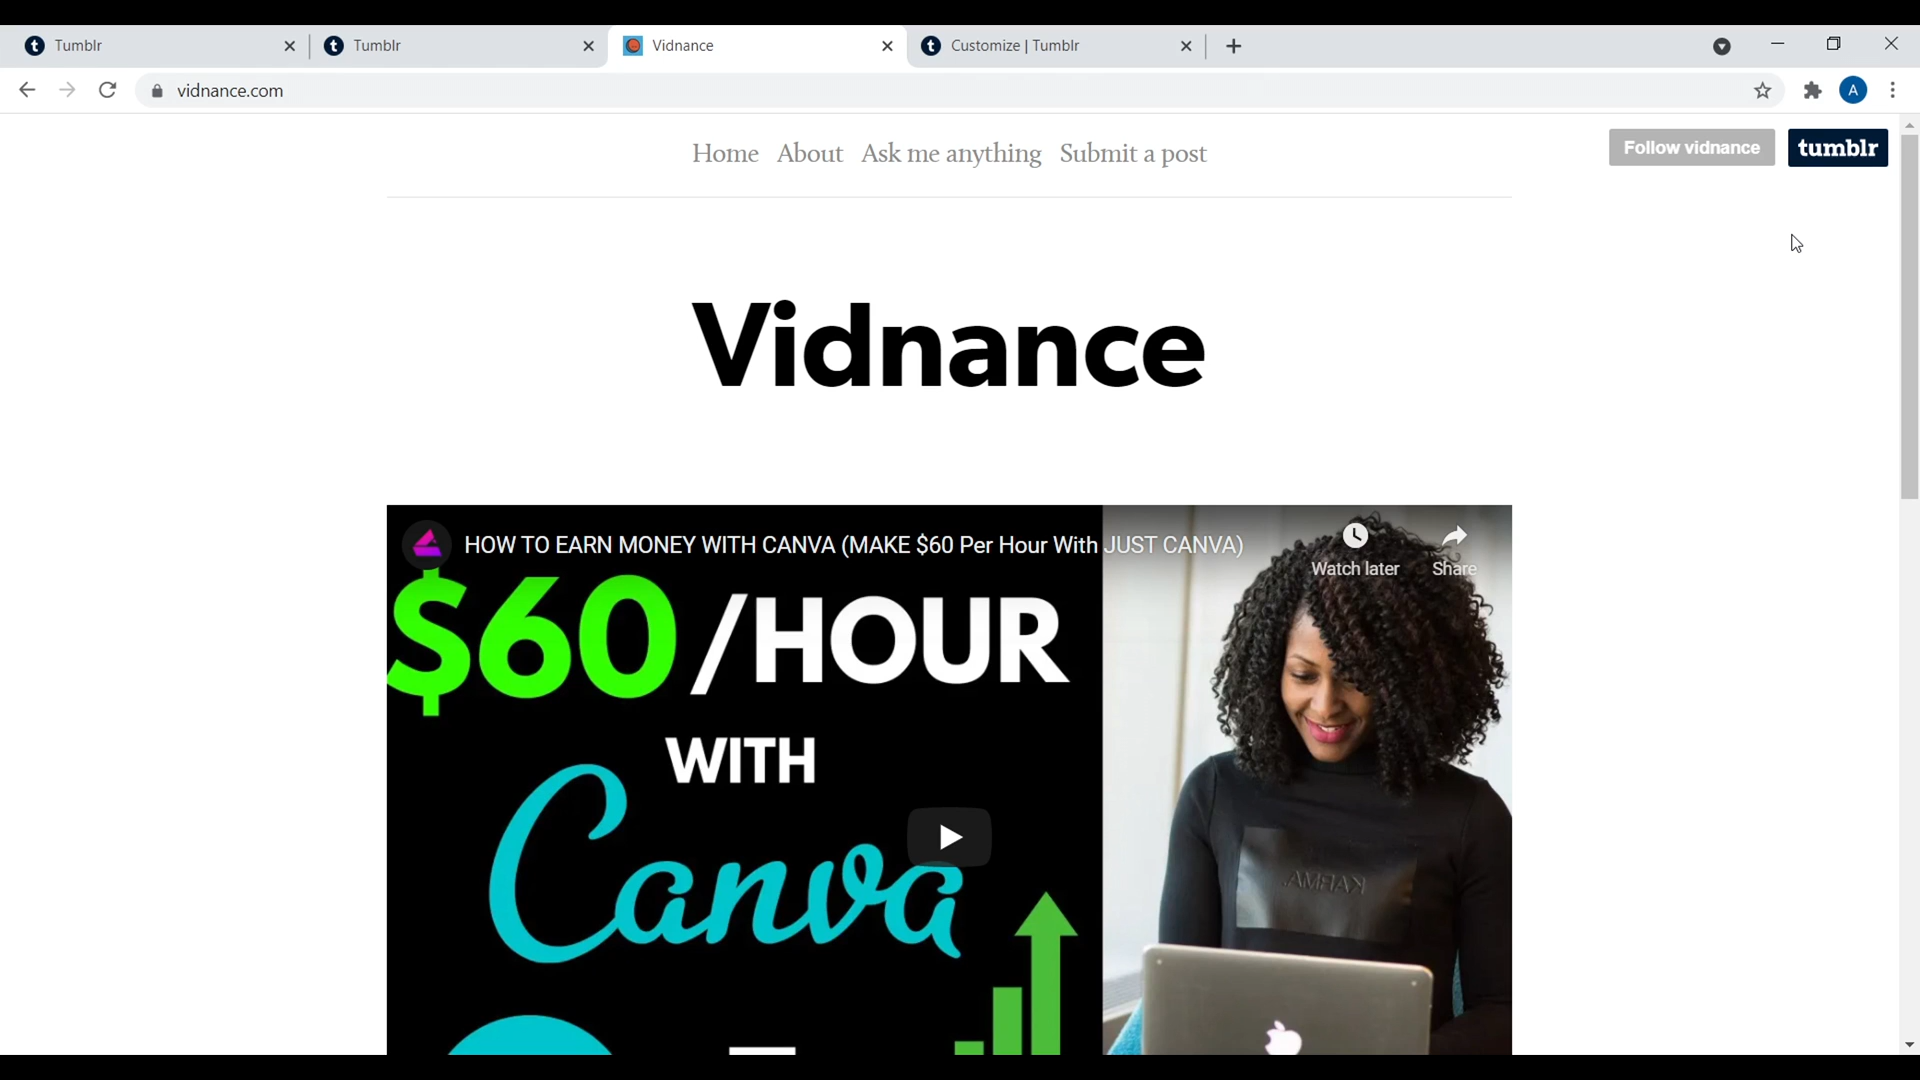 Tumblr
Tumblr
Vidnance
Customize | Tumblr
vidnance.com
A
Home About Ask me anything Submit a post
Follow vidnance
tumblr
Vidnance
HOW TO EARN MONEY WITH CANVA (MAKE $60 Per Hour With JUST CANVA)
Watch later
Share
$60/HOUR
WITH
Canva